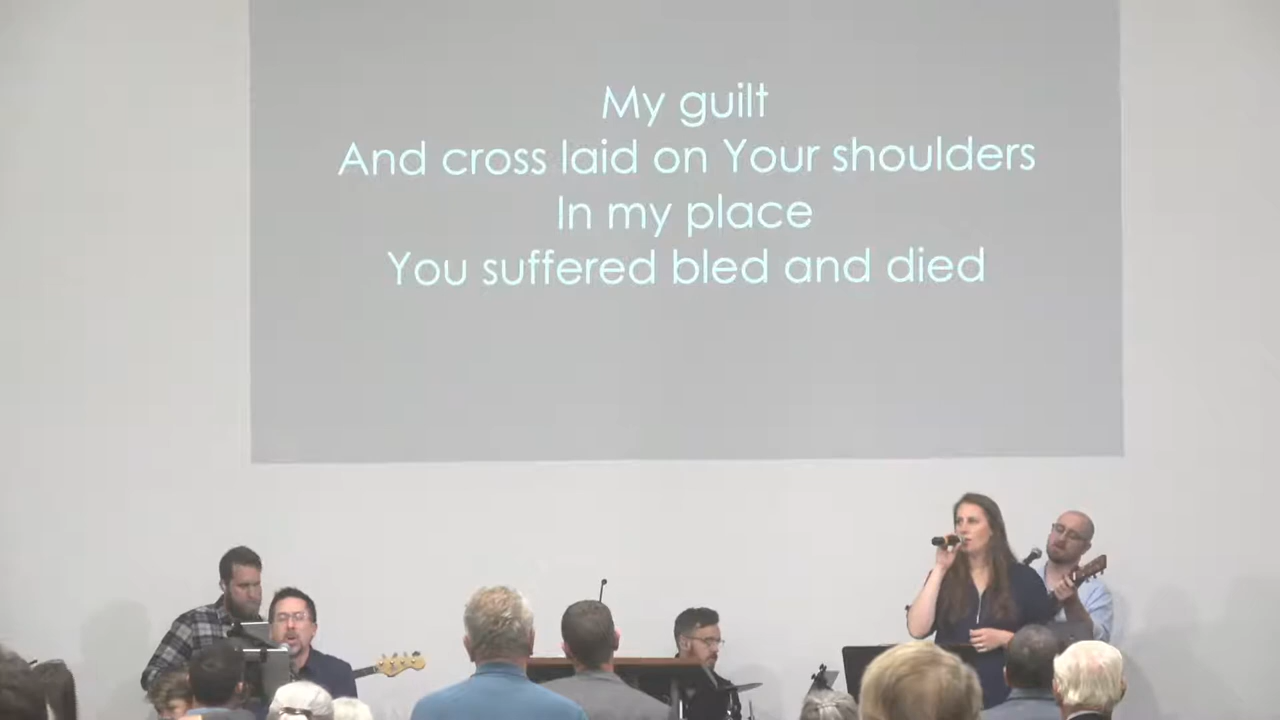 My guilt
And cross laid on Your shoulders
In my place
You suffered bled and died